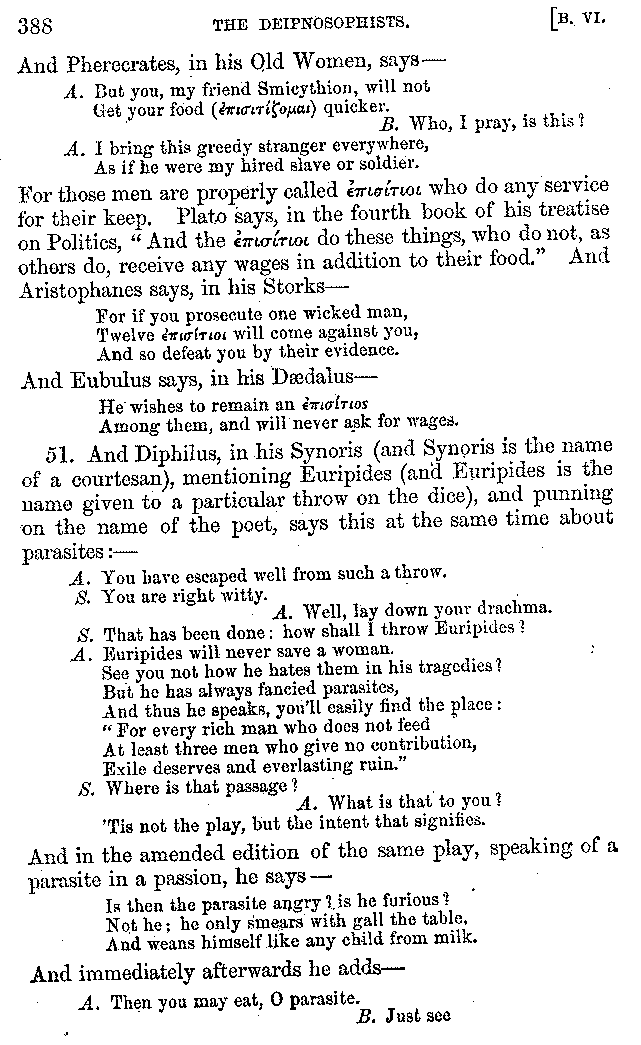 388 THE DEIPNOSOPHISTS. [B. VI.
And Pherecrates, in his Old Women, says—
A. But you, my friend Smicythion, will not
Get your food (ἐπισιτίζομαι) quicker.
B. Who, I pray, is this?
A. I bring this greedy stranger everywhere,
As if he were my hired slave or soldier.
For those men are properly called ἐπισίτιοι who do any service
for their keep. Plato says, in the fourth book of his treatise
on Politics, “And the ἐπισίτιοι do these things, who do not, as
others do, receive any wages in addition to their food.” And
Aristophanes says, in his Storks—
For if you prosecute one wicked man,
Twelve ἐπισίτιοι will come against you,
And so defeat you by their evidence.
And Eubulus says, in his Dædalus—
He wishes to remain an ἐπισίτιος
Among them, and will never ask for wages.
51. And Diphilus, in his Synoris (and Synoris is the name
of a courtesan), mentioning Euripides (and Euripides is the
name given to a particular throw on the dice), and punning
on the name of the poet, says this at the same time about
parasites:—
A. You have escaped well from such a throw.
S. You are right witty.
A. Well, lay down your drachma.
S. That has been done: how shall I throw Euripides?
A. Euripides will never save a woman.
See you not how he hates them in his tragedies?
But he has always fancied parasites,
And thus he speaks, you'll easily find the place:
“For every rich man who does not feed
At least three men who give no contribution,
Exile deserves and everlasting ruin.”
S. Where is that passage?
A. What is that to you?
'Tis not the play, but the intent that signifies.
And in the amended edition of the same play, speaking of a
parasite in a passion, he says—
Is then the parasite angry? is he furious?
Not he; he only smears with gall the table,
And weans himself like any child from milk.
And immediately afterwards he adds—
A. Then you may eat, O parasite.
B. Just see